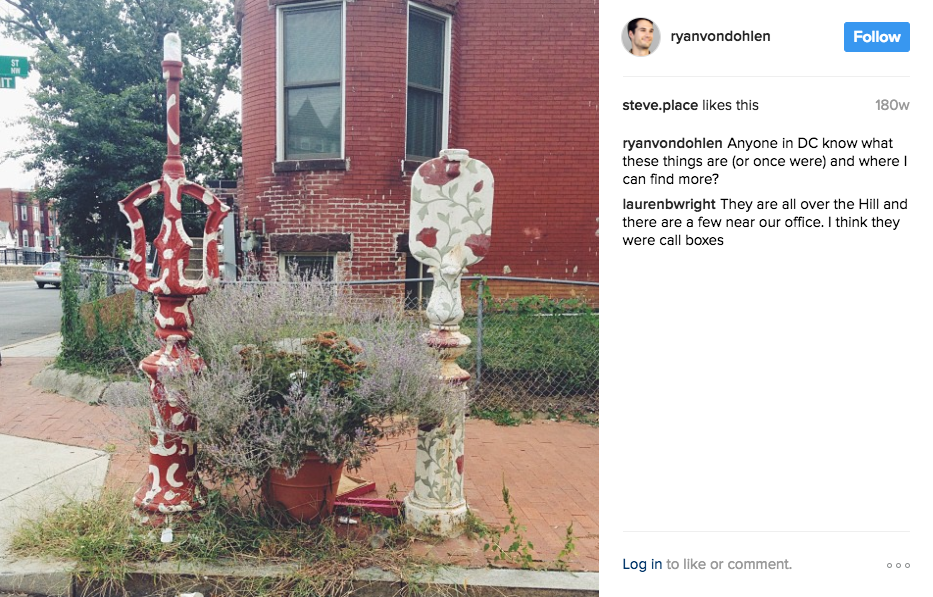 ST
NW
IT
ryanvondohlen
Follow
steve.place likes this 180w
ryanvondohlen Anyone in DC know what
these things are (or once were) and where I
can find more?
laurenbwright They are all over the Hill and
there are a few near our office. I think they
were call boxes
Log in to like or comment.